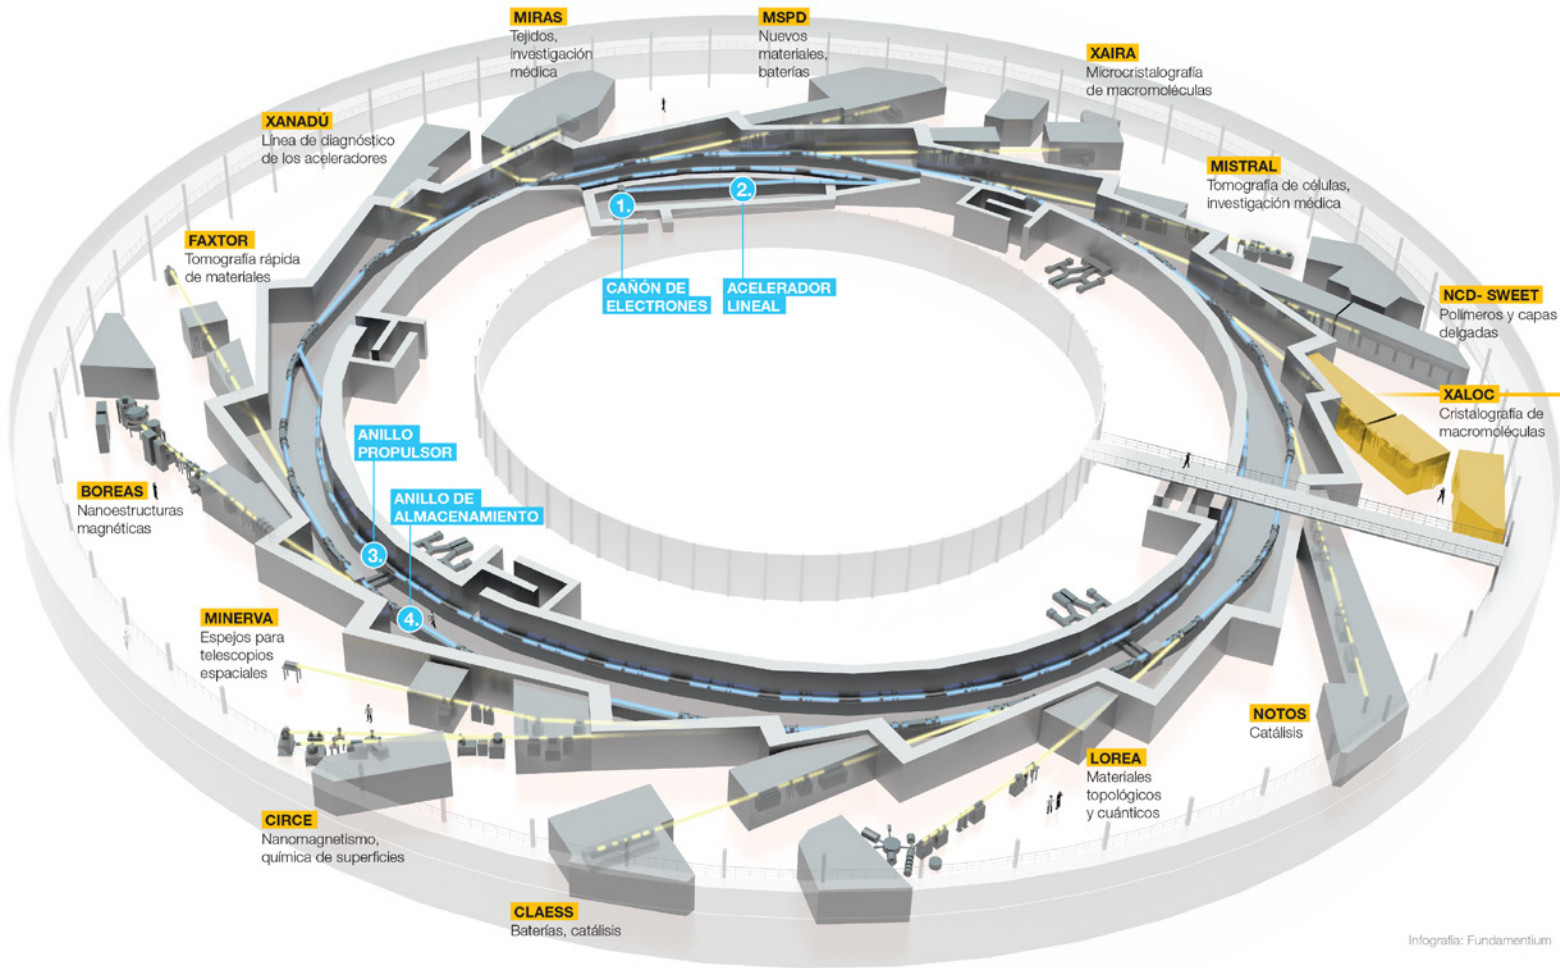 MIRAS
Tejidos,
investigación
médica
MSPD
Nuevos
materiales,
baterías
XAIRA
Microcristalografía
de macromoléculas
XANADÚ
Línea de diagnóstico
de los aceleradores
MISTRAL
Tomografía de células,
investigación médica
FAXTOR
Tomografía rápida
de materiales
1.
2.
CAÑÓN DE
ELECTRONES
ACELERADOR
LINEAL
NCD- SWEET
Polímeros y capas
delgadas
XALOC
Cristalografía de
macromoléculas
ANILLO
PROPULSOR
ANILLO DE
ALMACENAMIENTO
BOREAS
Nanoestructuras
magnéticas
3.
4.
MINERVA
Espejos para
telescopios
espaciales
NOTOS
Catálisis
LOREA
Materiales
topológicos
y cuánticos
CIRCE
Nanomagnetismo,
química de superficies
CLAESS
Baterías, catálisis
Infografía: Fundamentium